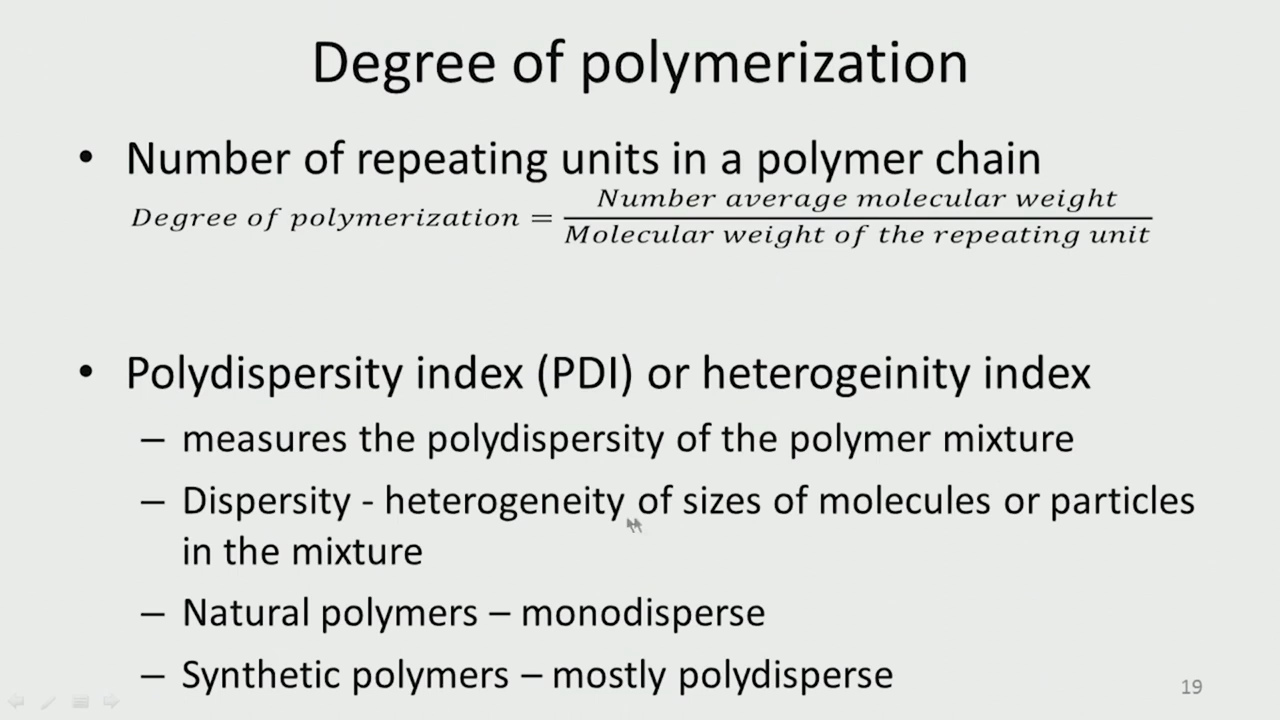 Degree of polymerization
• Number of repeating units in a polymer chain
Degree of polymerization = Number average molecular weight
Molecular weight of the repeating unit
• Polydispersity index (PDI) or heterogeinity index
– measures the polydispersity of the polymer mixture
– Dispersity - heterogeneity of sizes of molecules or particles
in the mixture
– Natural polymers – monodisperse
– Synthetic polymers – mostly polydisperse
19